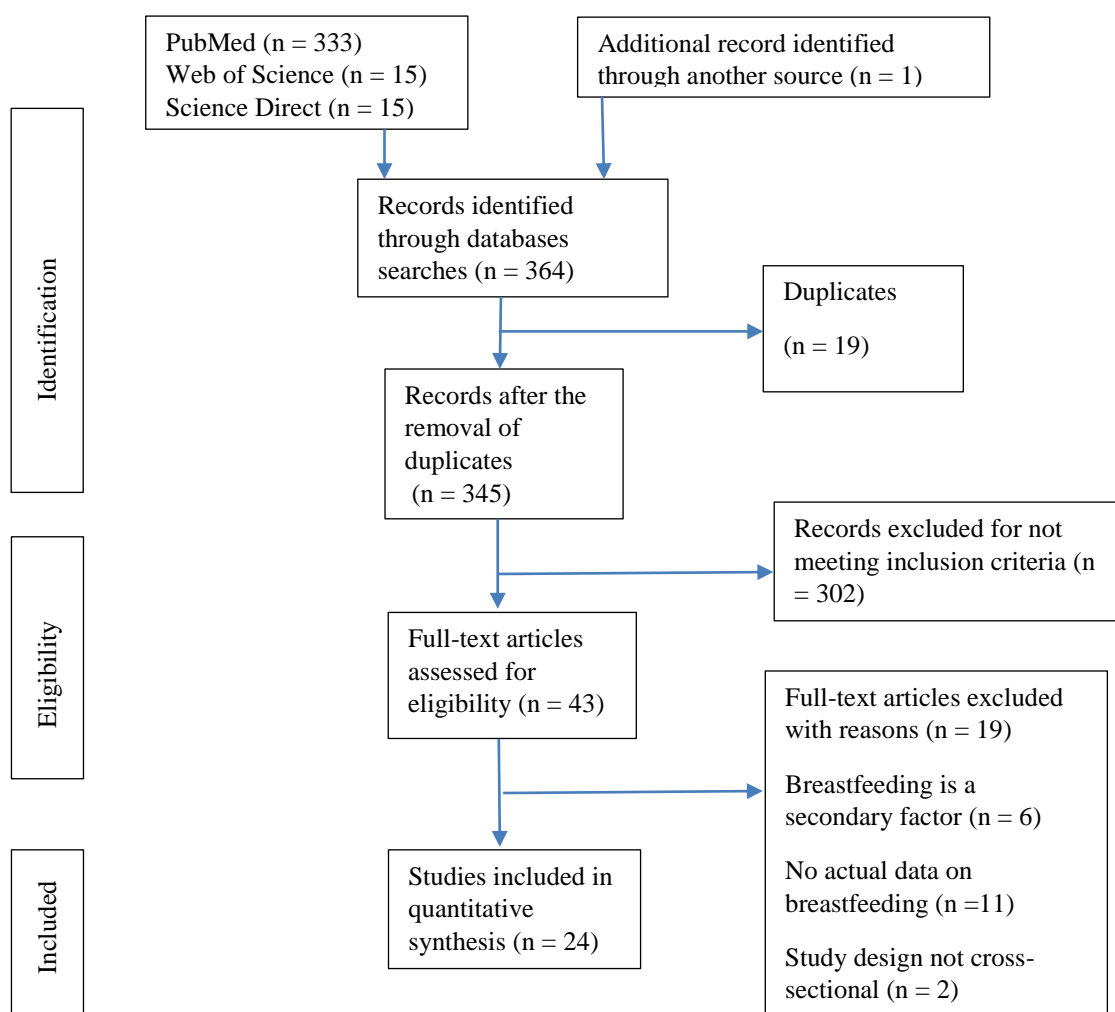 PubMed (n = 333)
Web of Science (n = 15)
Science Direct (n = 15)
Additional record identified
through another source (n = 1)
Records identified
through databases
searches (n = 364)
Duplicates
(n = 19)
Identification
Records after the
removal of
duplicates
(n = 345)
Records excluded for not
meeting inclusion criteria (n
= 302)
Eligibility
Full-text articles
assessed for
eligibility (n = 43)
Full-text articles excluded
with reasons (n = 19)
Breastfeeding is a
secondary factor (n = 6)
No actual data on
breastfeeding (n =11)
Study design not cross-
sectional (n = 2)
Included
Studies included in
quantitative
synthesis (n = 24)